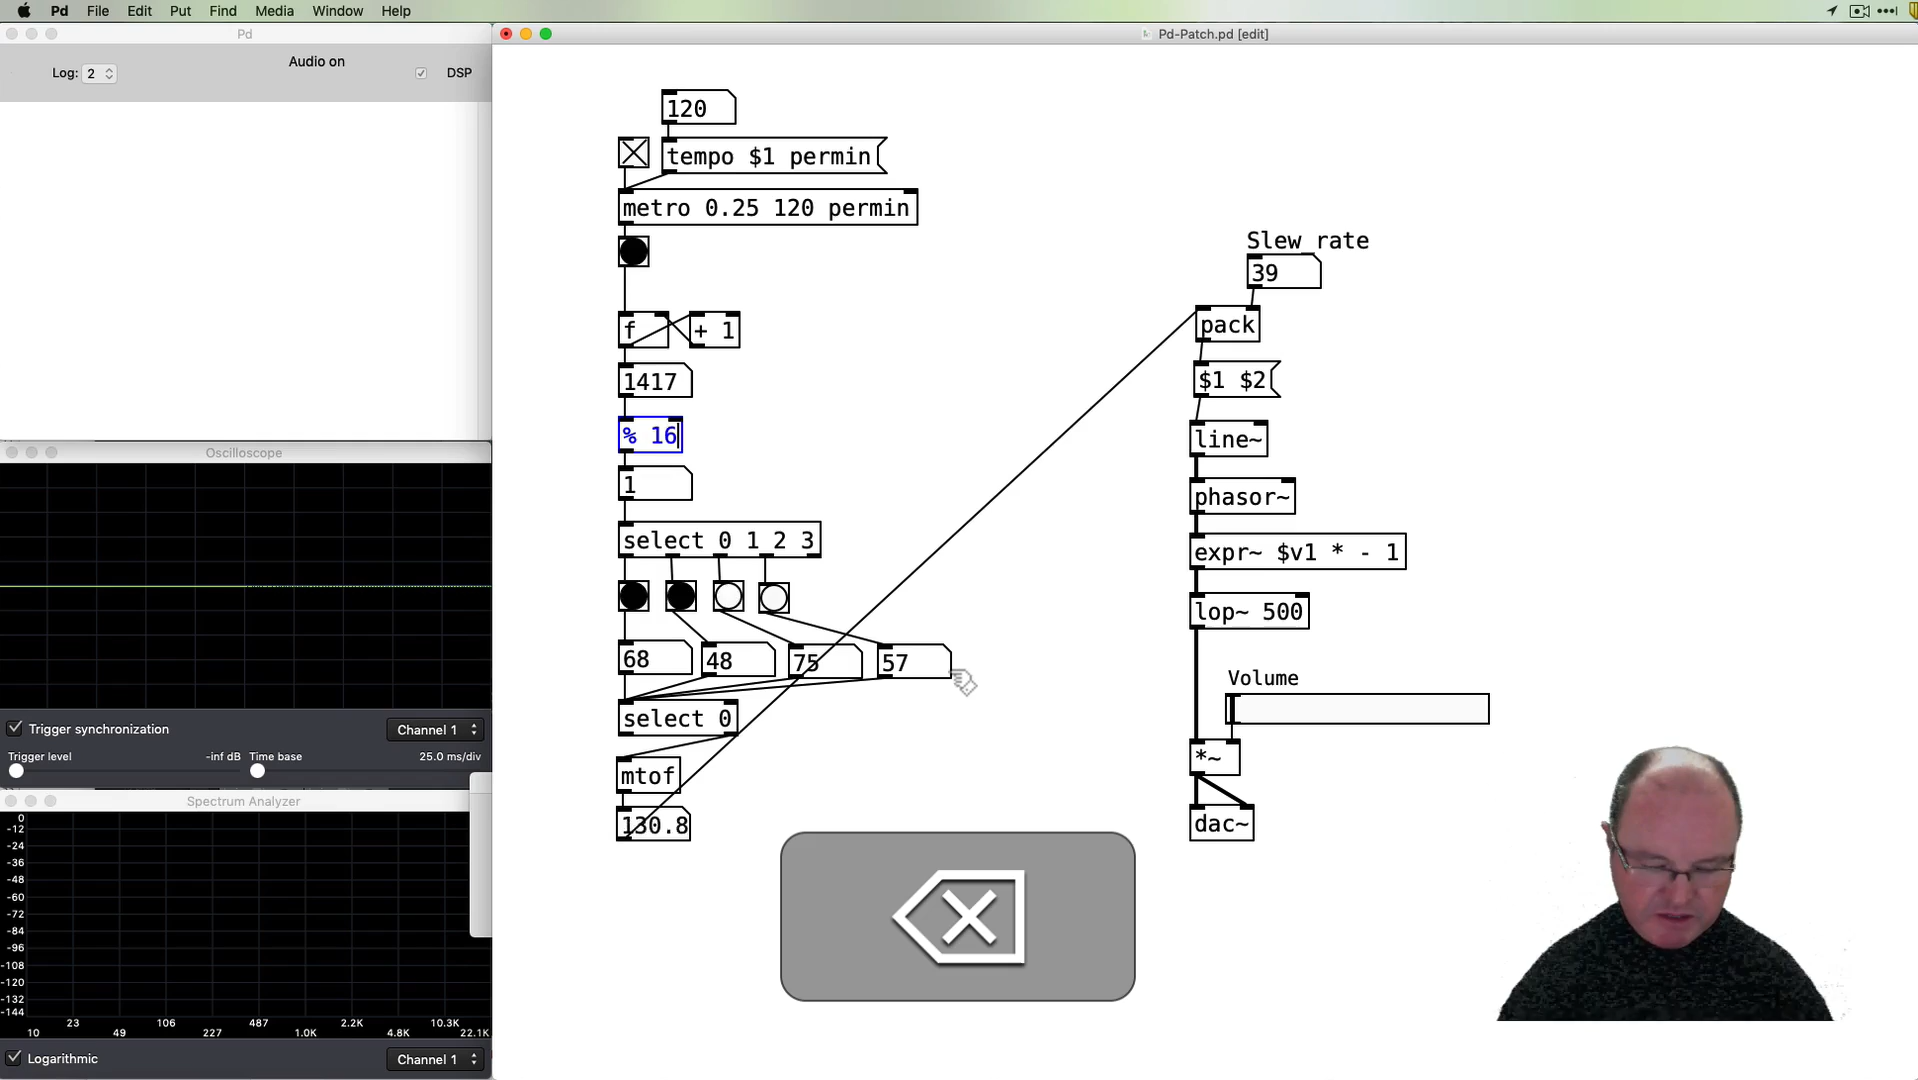 Pd File Edit Put Find Media Window Help
Pd
Log: 2
Audio on
DSP
Pd-Patch.pd [edit]
120
tempo $1 permin
metro 0.25 120 permin
f
+ 1
1417
% 16
1
select 0 1 2 3
68
48
75
57
select 0
mtof
130.8
Slew rate
39
pack
$1 $2
line~
phasor~
expr~ $v1 * - 1
lop~ 500
Volume
*~
dac~
Oscilloscope
Trigger synchronization
Channel 1
Trigger level
-inf dB
Time base
25.0 ms/div
Spectrum Analyzer
0
-12
-24
-36
-48
-60
-72
-84
-96
-108
-120
-132
-144
23 106 487 2.2K 10.3K
10 49 227 1.0K 4.8K 22.1K
Logarithmic
Channel 1